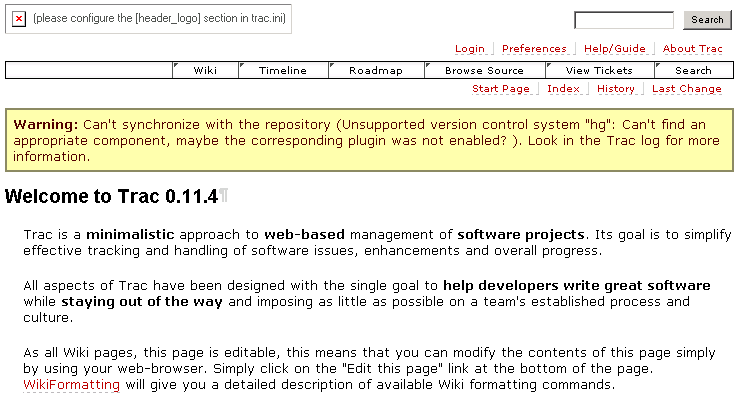 (please configure the [header_logo] section in trac.ini)
Search
Login Preferences Help/Guide About Trac
Wiki Timeline Roadmap Browse Source View Tickets Search
Start Page Index History Last Change
Warning: Can't synchronize with the repository (Unsupported version control system "hg": Can't find an
appropriate component, maybe the corresponding plugin was not enabled? ). Look in the Trac log for more
information.
Welcome to Trac 0.11.4¶
Trac is a minimalistic approach to web-based management of software projects. Its goal is to simplify
effective tracking and handling of software issues, enhancements and overall progress.
All aspects of Trac have been designed with the single goal to help developers write great software
while staying out of the way and imposing as little as possible on a team's established process and
culture.
As all Wiki pages, this page is editable, this means that you can modify the contents of this page simply
by using your web-browser. Simply click on the "Edit this page" link at the bottom of the page.
WikiFormatting will give you a detailed description of available Wiki formatting commands.